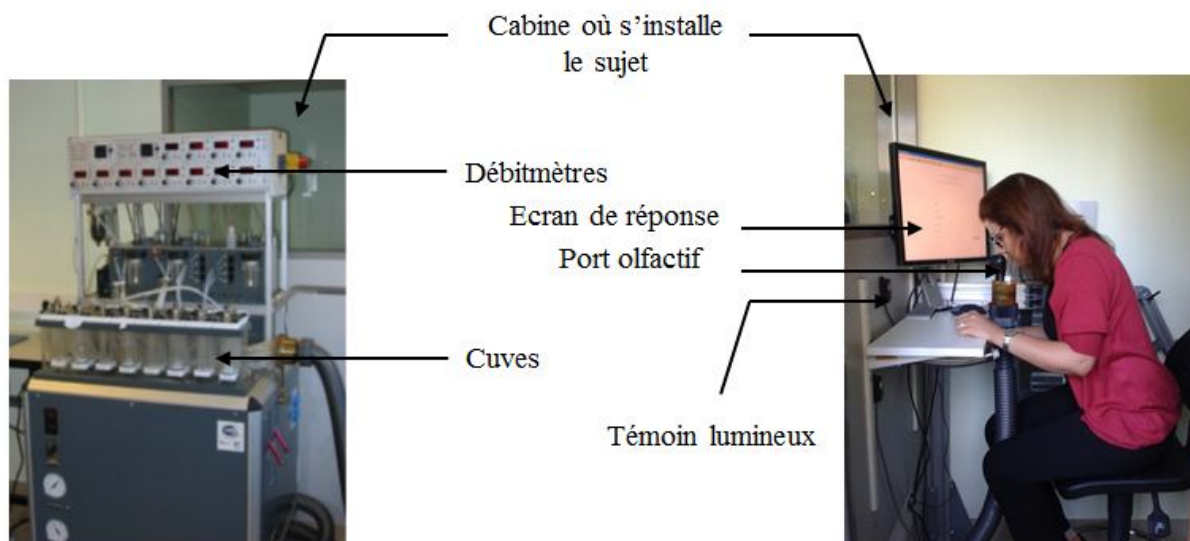 Cabine où s’installe
le sujet
Débitmètres
Ecran de réponse
Port olfactif
Cuves
Témoin lumineux